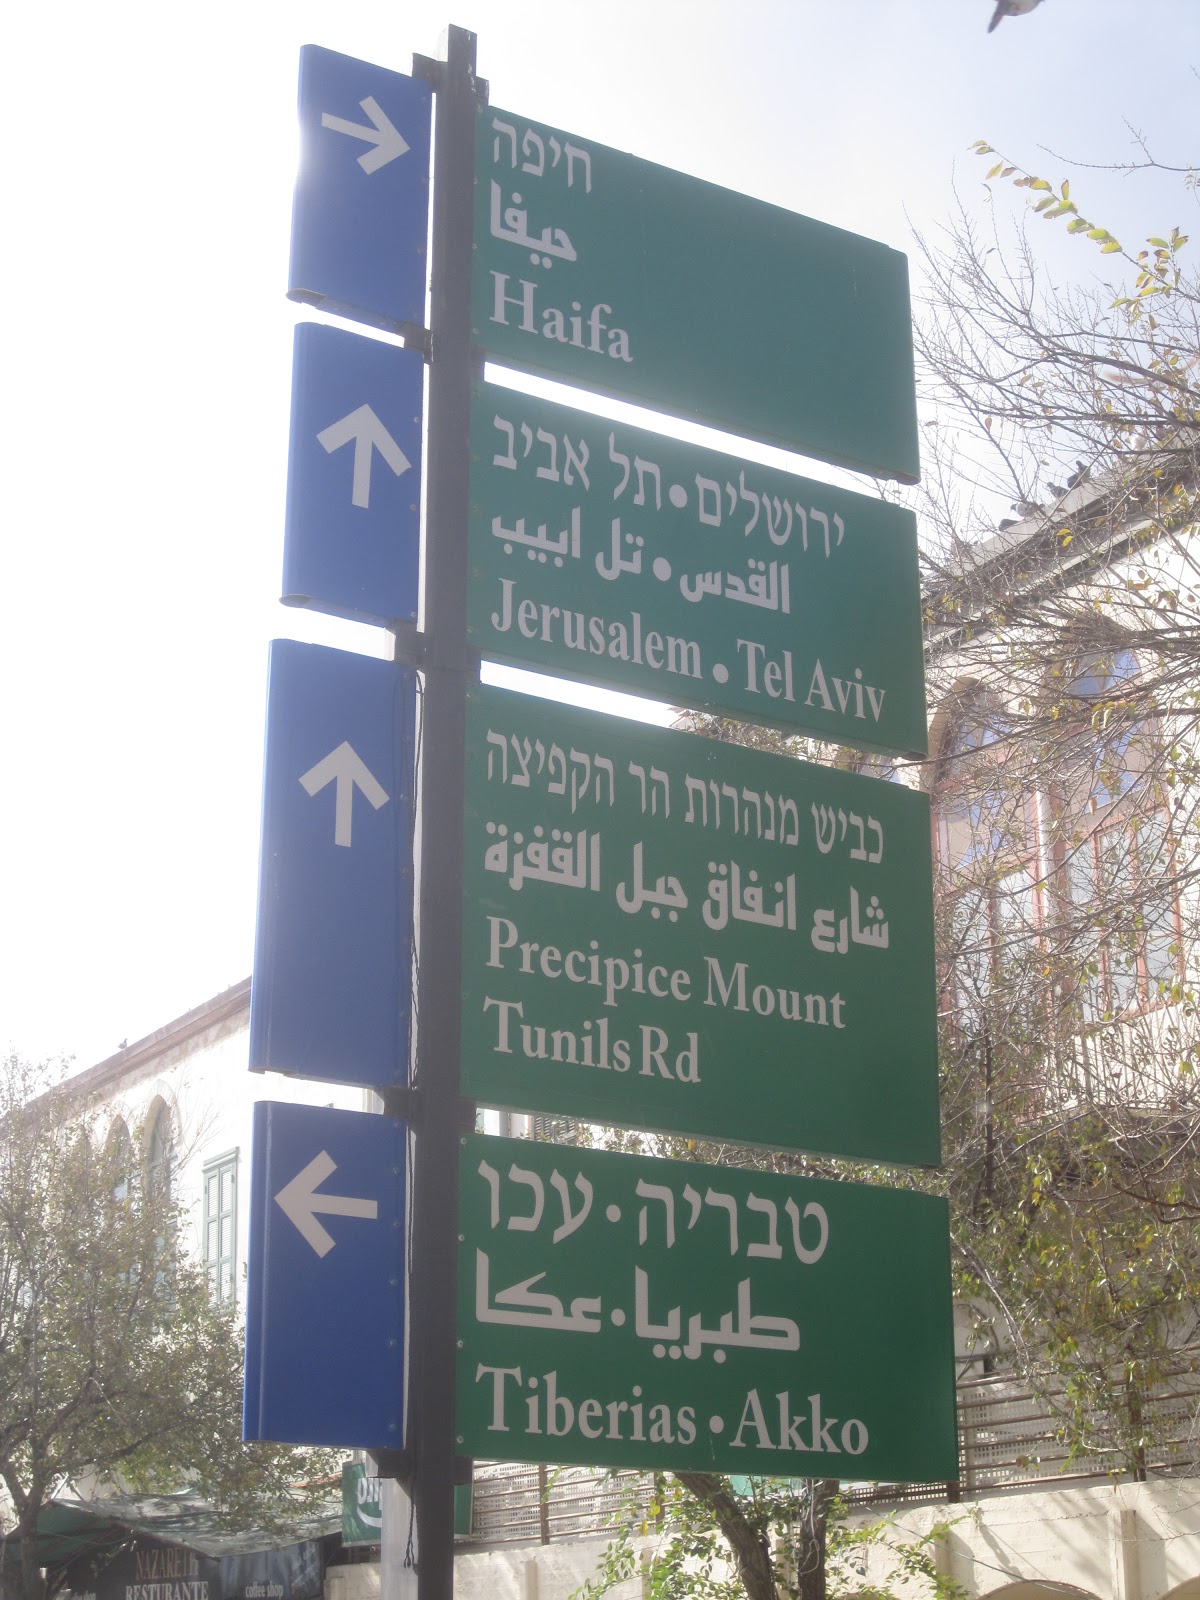 חיפה
حيفا
Haifa
ירושלים • תל אביב
القدس • تل ابيب
Jerusalem • Tel Aviv
כביש מנהרות הר הקפיצה
شارع انفاق جبل القفزة
Precipice Mount
Tunils Rd
טבריה • עכו
طبريا • عكا
Tiberias • Akko
NAZARETH
RESTURANTE
coffee shop